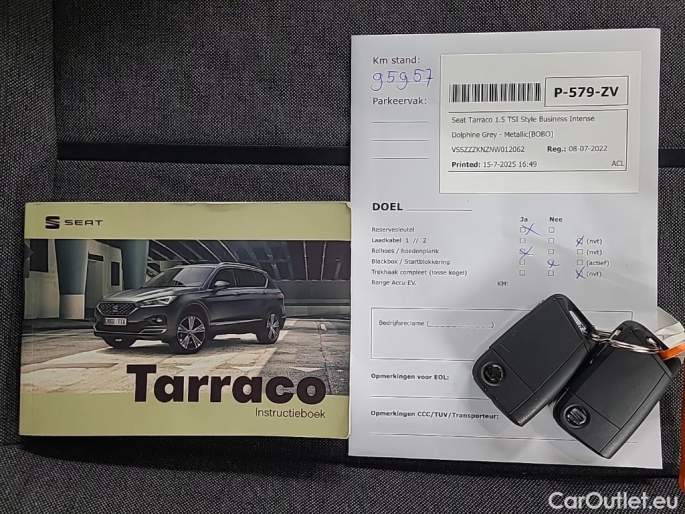 SEAT
Tarraco
Instructieboek
Km stand:
95957
Parkeervak:
P-579-ZV
Seat Tarraco 1.5 TSI Style Business Intense
Dolphine Grey - Metallic[B0B0]
VSSZZZKNZNW012062 Reg.: 08-07-2022
Printed: 15-7-2025 16:49 ACL
DOEL
Ja Nee
Reservesleutel
Laadkabel 1 // 2 (nvt)
Rolhoes / hoedenplank (nvt)
Blackbox / Startblokkering (actief)
Trekhaak compleet (losse kogel) (nvt)
Range Accu EV. KM:
Bedrijfsreclame (
)
Opmerkingen voor EOL:
Opmerkingen CCC/TUV/Transporteur:
CarOutlet.eu